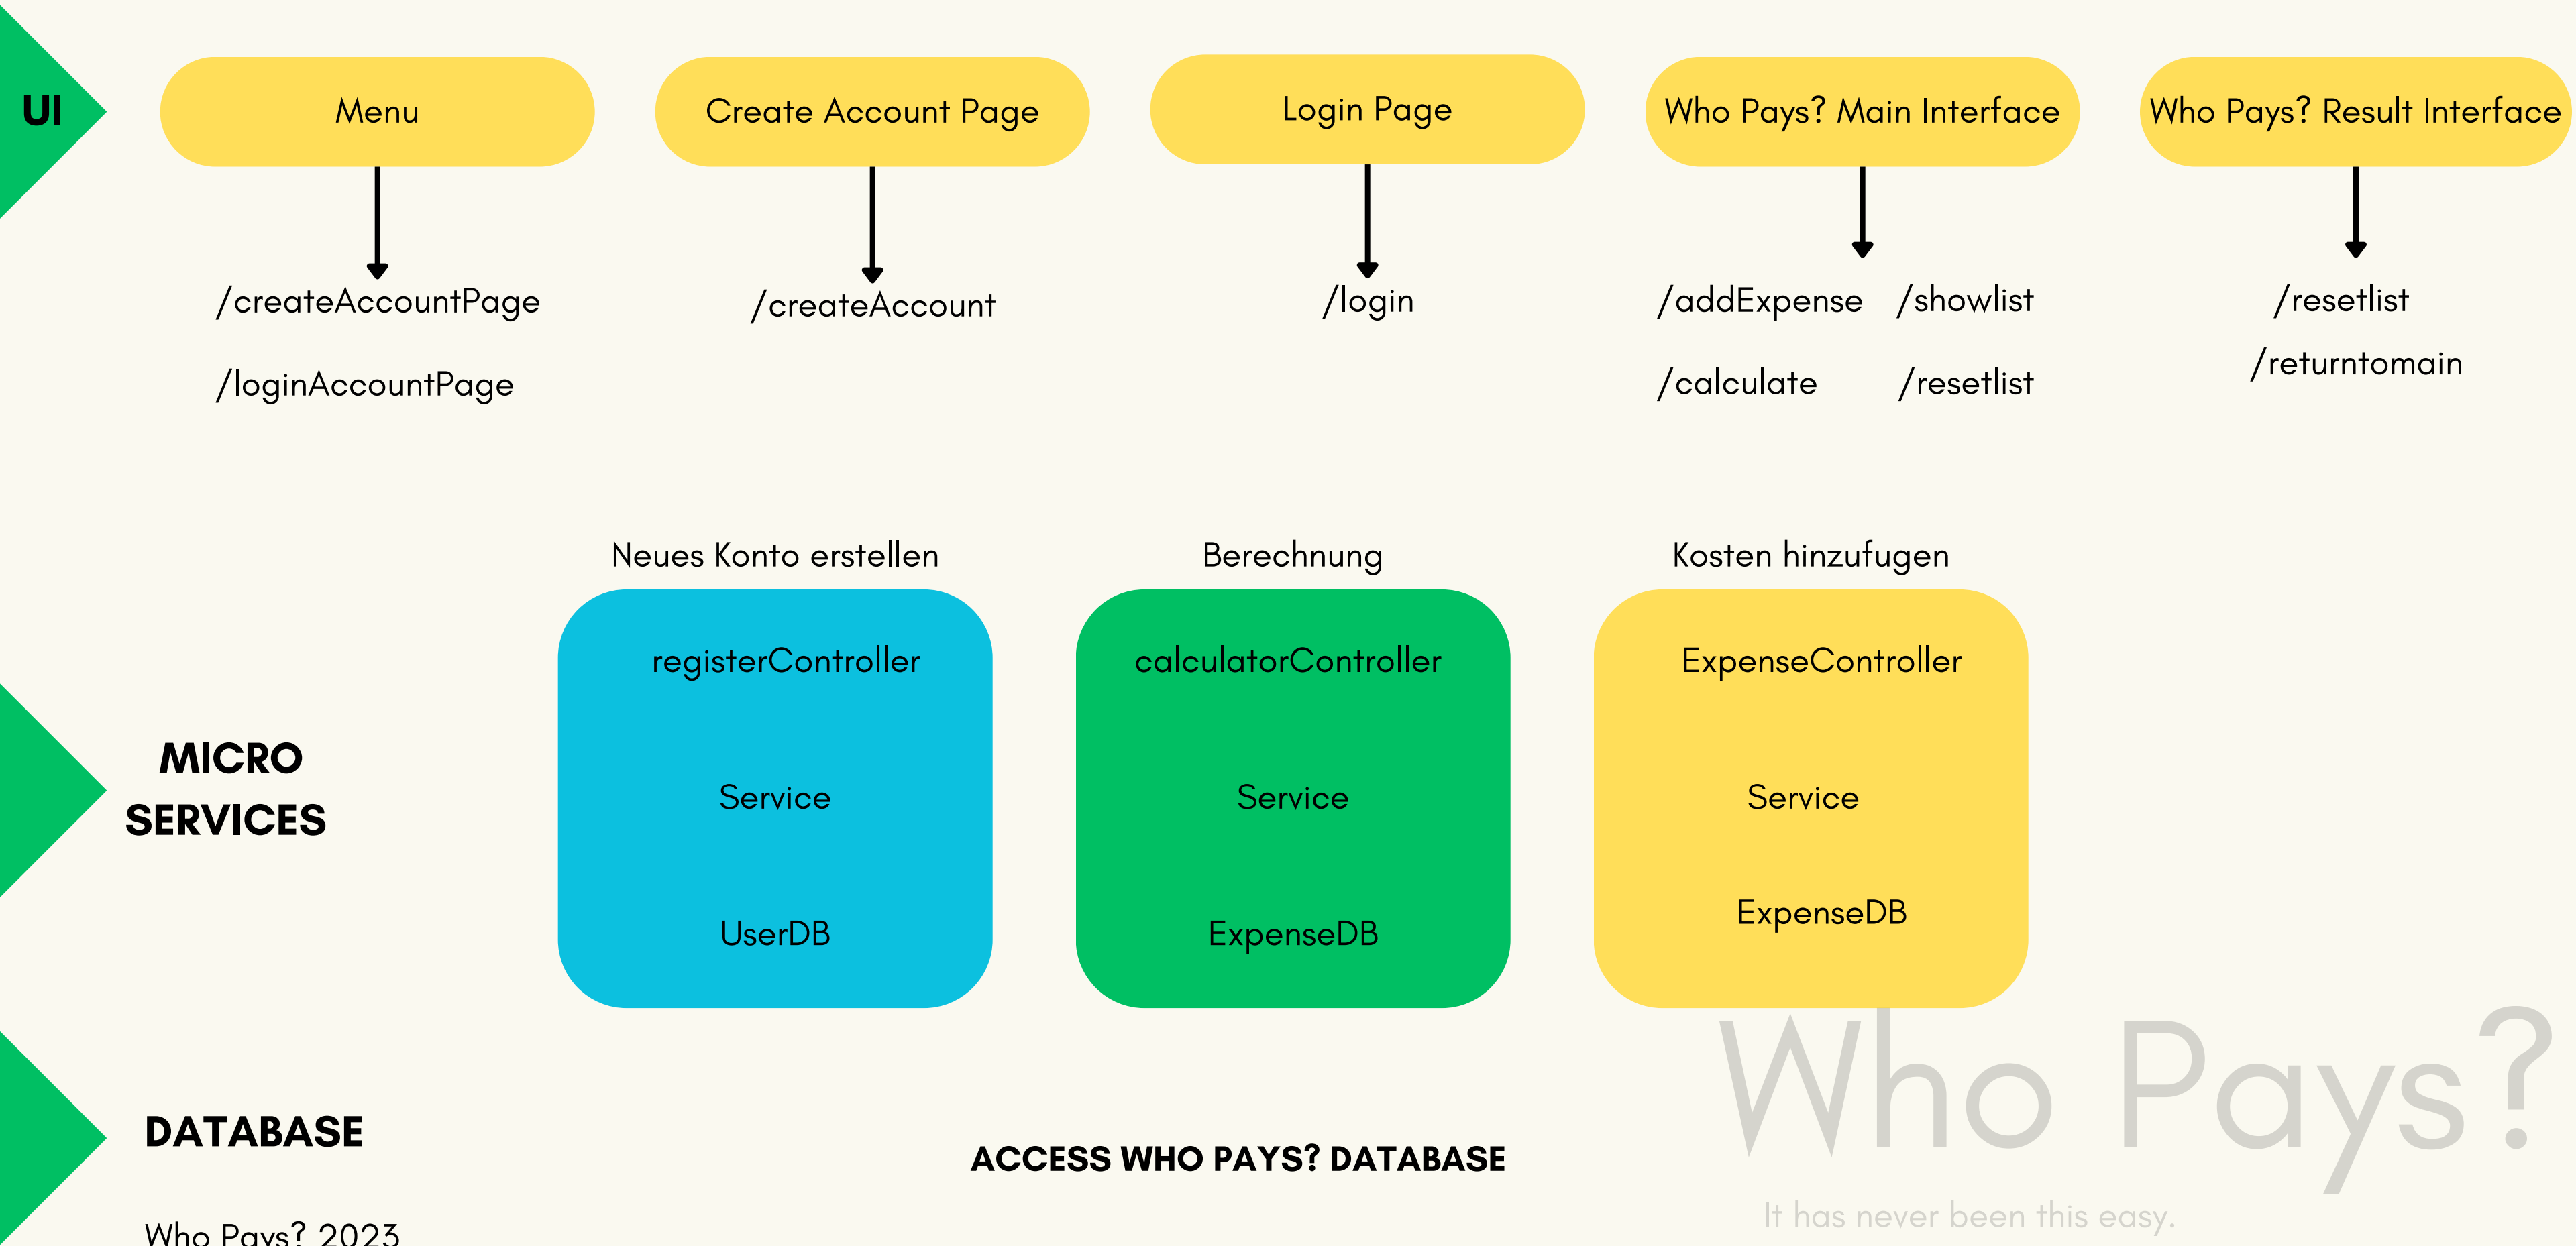 UI
Menu
Create Account Page
Login Page
Who Pays? Main Interface
Who Pays? Result Interface
/createAccountPage
/loginAccountPage
/createAccount
/login
/addExpense /showlist
/calculate /resetlist
/resetlist
/returntomain
MICRO
SERVICES
Neues Konto erstellen
registerController
Service
UserDB
Berechnung
calculatorController
Service
ExpenseDB
Kosten hinzufugen
ExpenseController
Service
ExpenseDB
DATABASE
ACCESS WHO PAYS? DATABASE
Who Pays?
It has never been this easy.
Who Pays? 2023